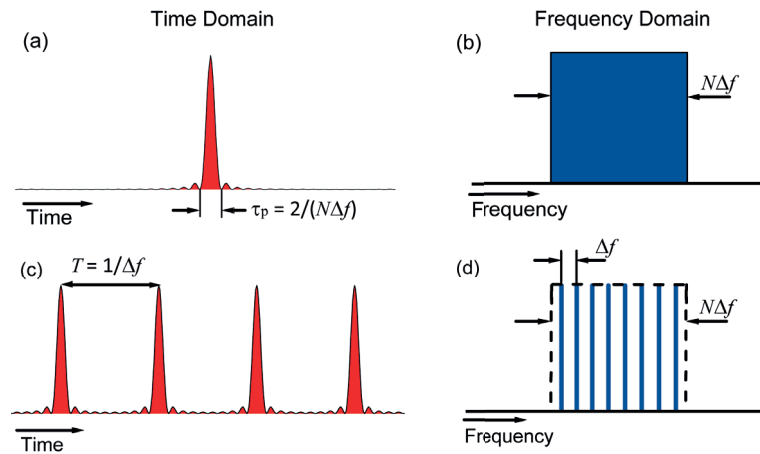 Time Domain
Frequency Domain
(a)
(b)
NΔf
Time
τp = 2/(NΔf)
Frequency
(c)
T = 1/Δf
(d)
Δf
NΔf
Time
Frequency